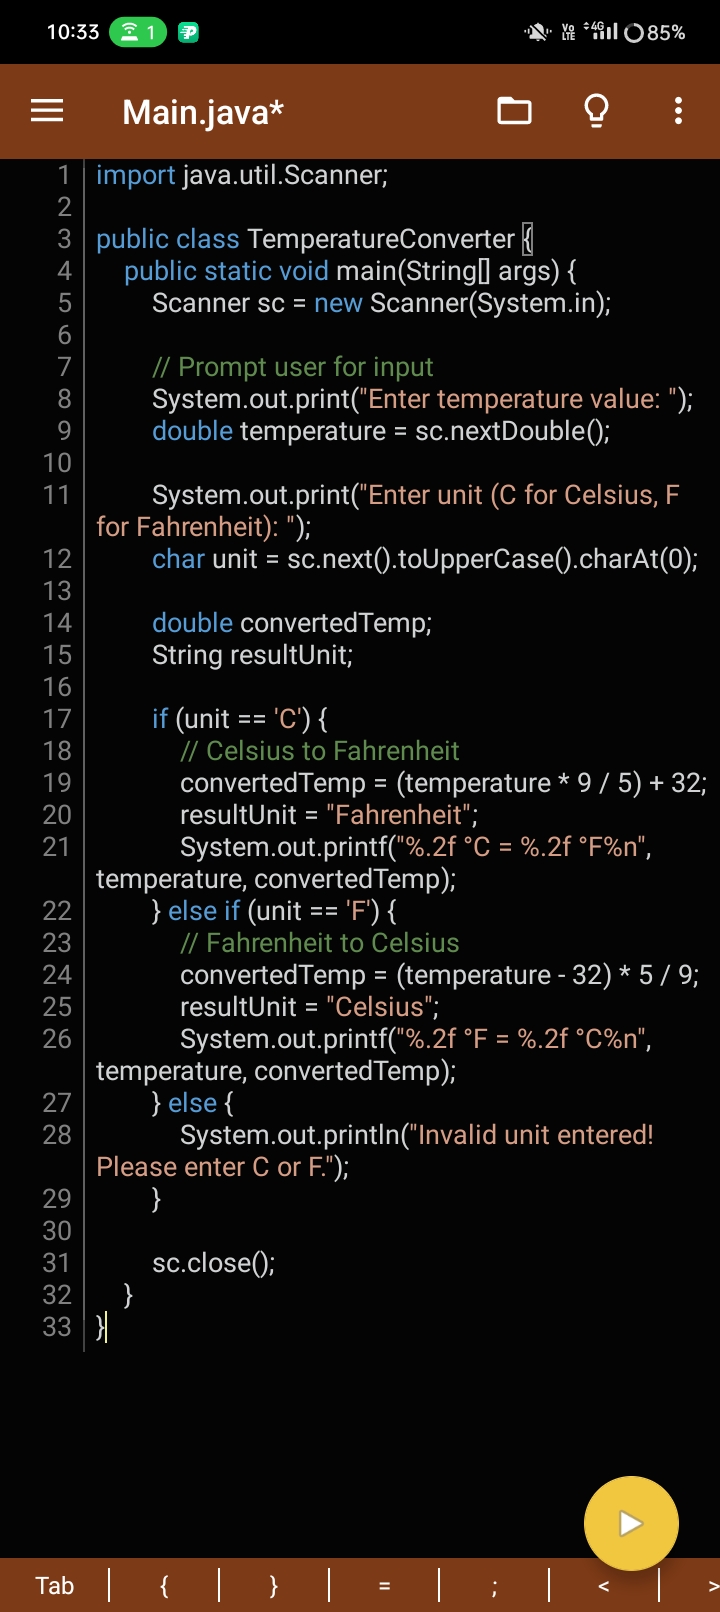 10:33 1 P Vo LTE 4G 85%
Main.java*
1 import java.util.Scanner;
2
3 public class TemperatureConverter {
4 public static void main(String[] args) {
5 Scanner sc = new Scanner(System.in);
6
7 // Prompt user for input
8 System.out.print("Enter temperature value: ");
9 double temperature = sc.nextDouble();
10
11 System.out.print("Enter unit (C for Celsius, F
for Fahrenheit): ");
12 char unit = sc.next().toUpperCase().charAt(0);
13
14 double convertedTemp;
15 String resultUnit;
16
17 if (unit == 'C') {
18 // Celsius to Fahrenheit
19 convertedTemp = (temperature * 9 / 5) + 32;
20 resultUnit = "Fahrenheit";
21 System.out.printf("%.2f °C = %.2f °F%n",
temperature, convertedTemp);
22 } else if (unit == 'F') {
23 // Fahrenheit to Celsius
24 convertedTemp = (temperature - 32) * 5 / 9;
25 resultUnit = "Celsius";
26 System.out.printf("%.2f °F = %.2f °C%n",
temperature, convertedTemp);
27 } else {
28 System.out.println("Invalid unit entered!
Please enter C or F.");
29 }
30
31 sc.close();
32 }
33 }
Tab { } = ; < >